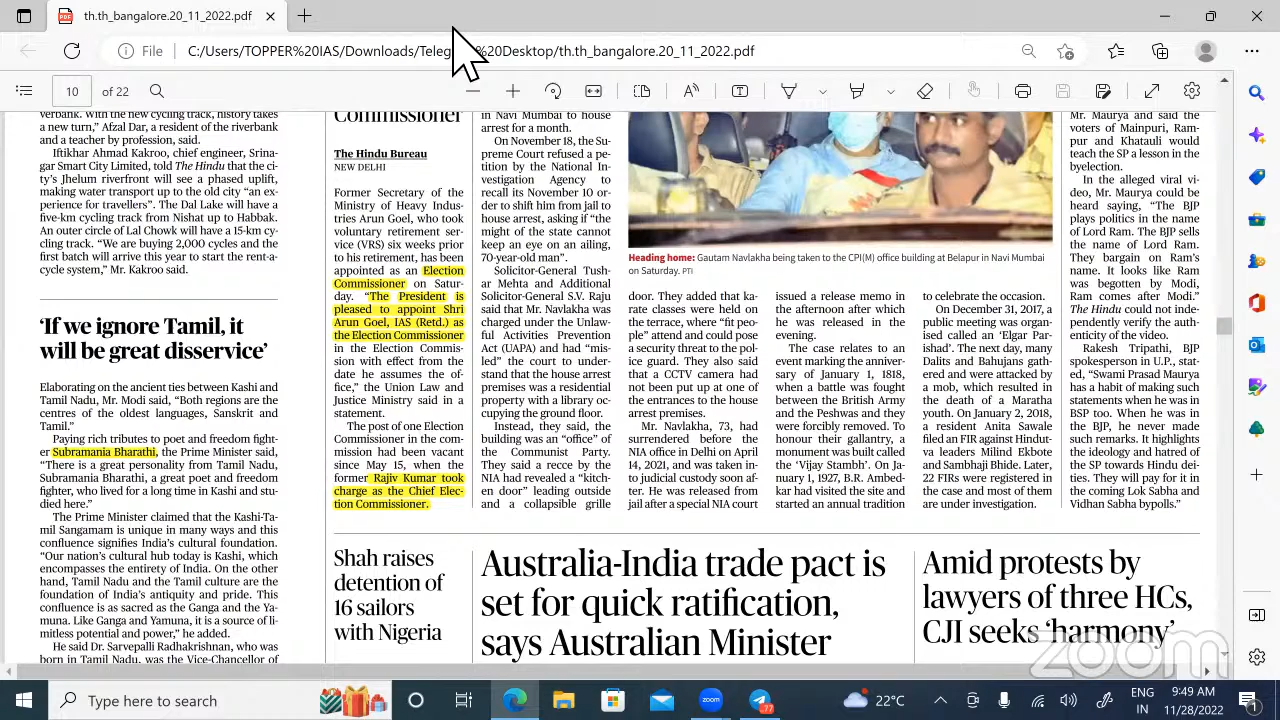 th.th_bangalore.20_11_2022.pdf
File
C:/Users/TOPPER%20IAS/Downloads/Teleg
%20Desktop/th.th_bangalore.20_11_2022.pdf
10
of 22
verbank. With the new cycling track, history takes
a new turn,” Afzal Dar, a resident of the riverbank
and a teacher by profession, said.
Iftikhar Ahmad Kakroo, chief engineer, Srina-
gar Smart City Limited, told The Hindu that the ci-
ty’s Jhelum riverfront will see a phased uplift,
making water transport up to the old city “an ex-
perience for travellers”. The Dal Lake will have a
five-km cycling track from Nishat up to Habbak.
An outer circle of Lal Chowk will have a 15-km cy-
cling track. “We are buying 2,000 cycles and the
first batch will arrive this year to start the rent-a-
cycle system,” Mr. Kakroo said.
‘If we ignore Tamil, it
will be great disservice’
Elaborating on the ancient ties between Kashi and
Tamil Nadu, Mr. Modi said, “Both regions are the
centres of the oldest languages, Sanskrit and
Tamil.”
Paying rich tributes to poet and freedom fight-
er Subramania Bharathi, the Prime Minister said,
“There is a great personality from Tamil Nadu,
Subramania Bharathi, a great poet and freedom
fighter, who lived for a long time in Kashi and stu-
died here.”
The Prime Minister claimed that the Kashi-Ta-
mil Sangamam is unique in many ways and this
confluence signifies India’s cultural foundation.
“Our nation’s cultural hub today is Kashi, which
encompasses the entirety of India. On the other
hand, Tamil Nadu and the Tamil culture are the
foundation of India’s antiquity and pride. This
confluence is as sacred as the Ganga and the Ya-
muna. Like Ganga and Yamuna, it is a source of li-
mitless potential and power,” he added.
He said Dr. Sarvepalli Radhakrishnan, who was
born in Tamil Nadu, was the Vice-Chancellor of
Commissioner
The Hindu Bureau
NEW DELHI
Former Secretary of the
Ministry of Heavy Indus-
tries Arun Goel, who took
voluntary retirement ser-
vice (VRS) six weeks prior
to his retirement, has been
appointed as an Election
Commissioner on Satur-
day. “The President is
pleased to appoint Shri
Arun Goel, IAS (Retd.) as
the Election Commissioner
in the Election Commis-
sion with effect from the
date he assumes the of-
fice,” the Union Law and
Justice Ministry said in a
statement.
The post of one Election
Commissioner in the com-
mission had been vacant
since May 15, when the
former Rajiv Kumar took
charge as the Chief Elec-
tion Commissioner.
in Navi Mumbai to house
arrest for a month.
On November 18, the Su-
preme Court refused a pe-
tition by the National In-
vestigation Agency to
recall its November 10 or-
der to shift him from jail to
house arrest, asking if “the
might of the state cannot
keep an eye on an ailing,
70-year-old man”.
Solicitor-General Tush-
ar Mehta and Additional
Solicitor-General S.V. Raju
said that Mr. Navlakha was
charged under the Unlaw-
ful Activities Prevention
Act (UAPA) and had “mis-
led” the court to under-
stand that the house arrest
premises was a residential
property with a library oc-
cupying the ground floor.
Instead, they said, the
building was an “office” of
the Communist Party.
They said a recce by the
NIA had revealed a “kitch-
en door” leading outside
and a collapsible grille
Heading home: Gautam Navlakha being taken to the CPI(M) office building at Belapur in Navi Mumbai
on Saturday. PTI
door. They added that ka-
rate classes were held on
the terrace, where “fit peo-
ple” attend and could pose
a security threat to the pol-
ice guard. They also said
that a CCTV camera had
not been put up at one of
the entrances to the house
arrest premises.
Mr. Navlakha, 73, had
surrendered before the
NIA office in Delhi on April
14, 2021, and was taken in-
to judicial custody soon af-
ter. He was released from
jail after a special NIA court
issued a release memo in
the afternoon after which
he was released in the
evening.
The case relates to an
event marking the anniver-
sary of January 1, 1818,
when a battle was fought
between the British Army
and the Peshwas and they
were forcibly removed. To
honour their gallantry, a
monument was built called
the ‘Vijay Stambh’. On Ja-
nuary 1, 1927, B.R. Ambed-
kar had visited the site and
started an annual tradition
to celebrate the occasion.
On December 31, 2017, a
public meeting was organ-
ised called an ‘Elgar Par-
ishad’. The next day, many
Dalits and Bahujans gath-
ered and were attacked by
a mob, which resulted in
the death of a Maratha
youth. On January 2, 2018,
a resident Anita Sawale
filed an FIR against Hindut-
va leaders Milind Ekbote
and Sambhaji Bhide. Later,
22 FIRs were registered in
the case and most of them
are under investigation.
Mr. Maurya and said the
voters of Mainpuri, Ram-
pur and Khatauli would
teach the SP a lesson in the
byelection.
In the alleged viral vi-
deo, Mr. Maurya could be
heard saying, “The BJP
plays politics in the name
of Lord Ram. The BJP sells
the name of Lord Ram.
They bargain on Ram’s
name. It looks like Ram
was begotten by Modi,
Ram comes after Modi.”
The Hindu could not inde-
pendently verify the auth-
enticity of the video.
Rakesh Tripathi, BJP
spokesperson in U.P., stat-
ed, “Swami Prasad Maurya
has a habit of making such
statements when he was in
BSP too. When he was in
the BJP, he never made
such remarks. It highlights
the ideology and hatred of
the SP towards Hindu dei-
ties. They will pay for it in
the coming Lok Sabha and
Vidhan Sabha bypolls.”
Shah raises
detention of
16 sailors
with Nigeria
Australia-India trade pact is
set for quick ratification,
says Australian Minister
Amid protests by
lawyers of three HCs,
CJI seeks ‘harmony’
zoom
Type here to search
zoom
77
22°C
ENG
IN
9:49 AM
11/28/2022
1